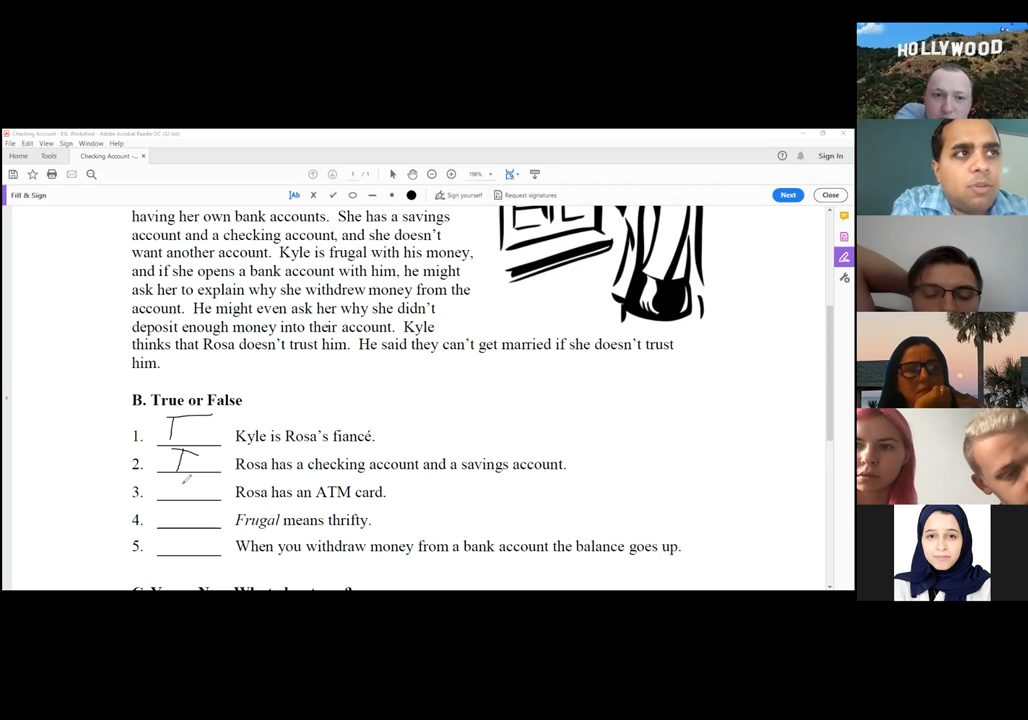 HOLLYWOOD
Checking Account - ESL Worksheet - Adobe Acrobat Reader DC (32-bit)
File Edit View Sign Window Help
Home Tools Checking Account -... × Sign In
1 / 1 196%
Fill & Sign Ab Sign yourself Request signatures Next Close
having her own bank accounts. She has a savings
account and a checking account, and she doesn't
want another account. Kyle is frugal with his money,
and if she opens a bank account with him, he might
ask her to explain why she withdrew money from the
account. He might even ask her why she didn't
deposit enough money into their account. Kyle
thinks that Rosa doesn't trust him. He said they can't get married if she doesn't trust
him.
B. True or False
1. T Kyle is Rosa's fiancé.
2. T Rosa has a checking account and a savings account.
3. ________ Rosa has an ATM card.
4. ________ Frugal means thrifty.
5. ________ When you withdraw money from a bank account the balance goes up.